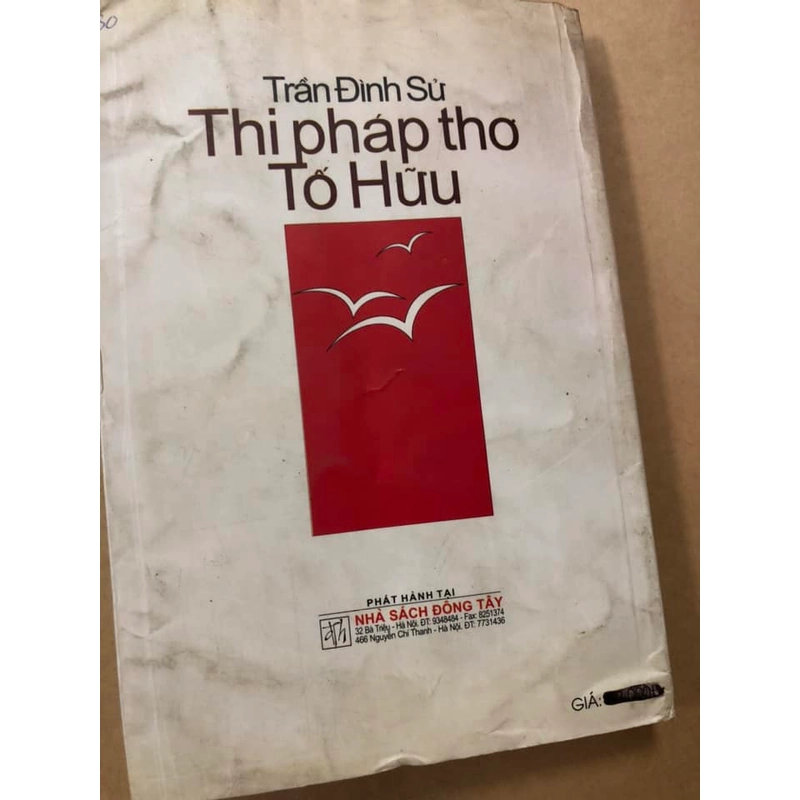 50
Trần Đình Sử
Thi pháp thơ
Tố Hữu
PHÁT HÀNH TẠI
NHÀ SÁCH ĐÔNG TÂY
32 Bà Triệu - Hà Nội. ĐT: 9348484 - Fax: 8251374
466 Nguyễn Chí Thanh - Hà Nội. ĐT: 7731436
GIÁ: